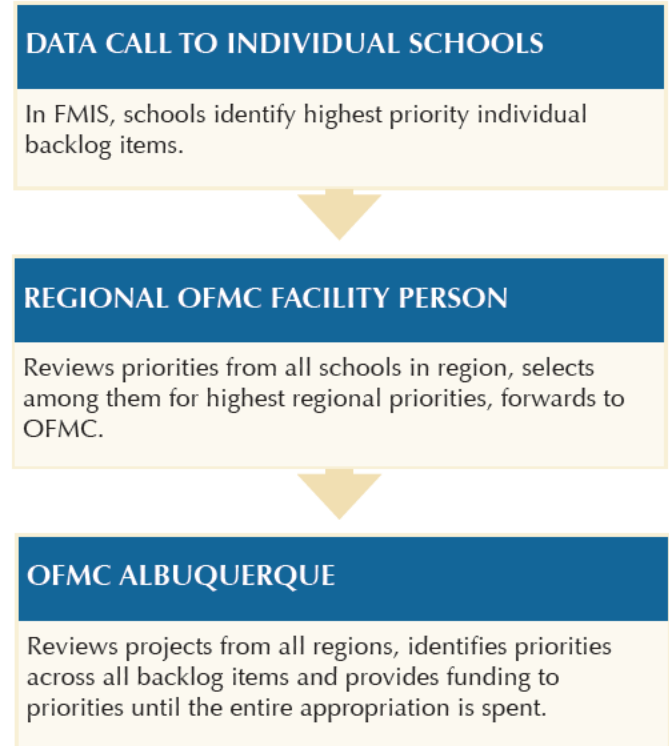 DATA CALL TO INDIVIDUAL SCHOOLS
In FMIS, schools identify highest priority individual
backlog items.
REGIONAL OFMC FACILITY PERSON
Reviews priorities from all schools in region, selects
among them for highest regional priorities, forwards to
OFMC.
OFMC ALBUQUERQUE
Reviews projects from all regions, identifies priorities
across all backlog items and provides funding to
priorities until the entire appropriation is spent.